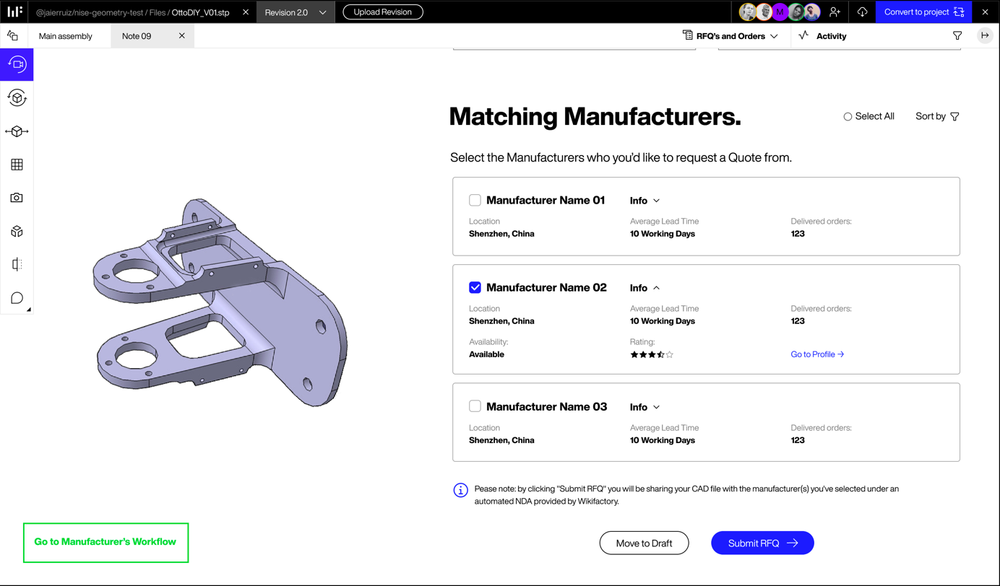 @jaierruiz/nise-geometry-test / Files / OttoDIY_V01.stp
Revision 2.0
Upload Revision
M
Convert to project
Main assembly
Note 09
RFQ's and Orders
Activity
Matching Manufacturers.
Select All
Sort by
Select the Manufacturers who you'd like to request a Quote from.
Manufacturer Name 01
Info
Location
Average Lead Time
Delivered orders:
Shenzhen, China
10 Working Days
123
Manufacturer Name 02
Info
Location
Average Lead Time
Delivered orders:
Shenzhen, China
10 Working Days
123
Availability:
Rating:
Available
Go to Profile →
Manufacturer Name 03
Info
Location
Average Lead Time
Delivered orders:
Shenzhen, China
10 Working Days
123
Pease note: by clicking "Submit RFQ" you will be sharing your CAD file with the manufacturer(s) you've selected under an
automated NDA provided by Wikifactory.
Go to Manufacturer's Workflow
Move to Draft
Submit RFQ